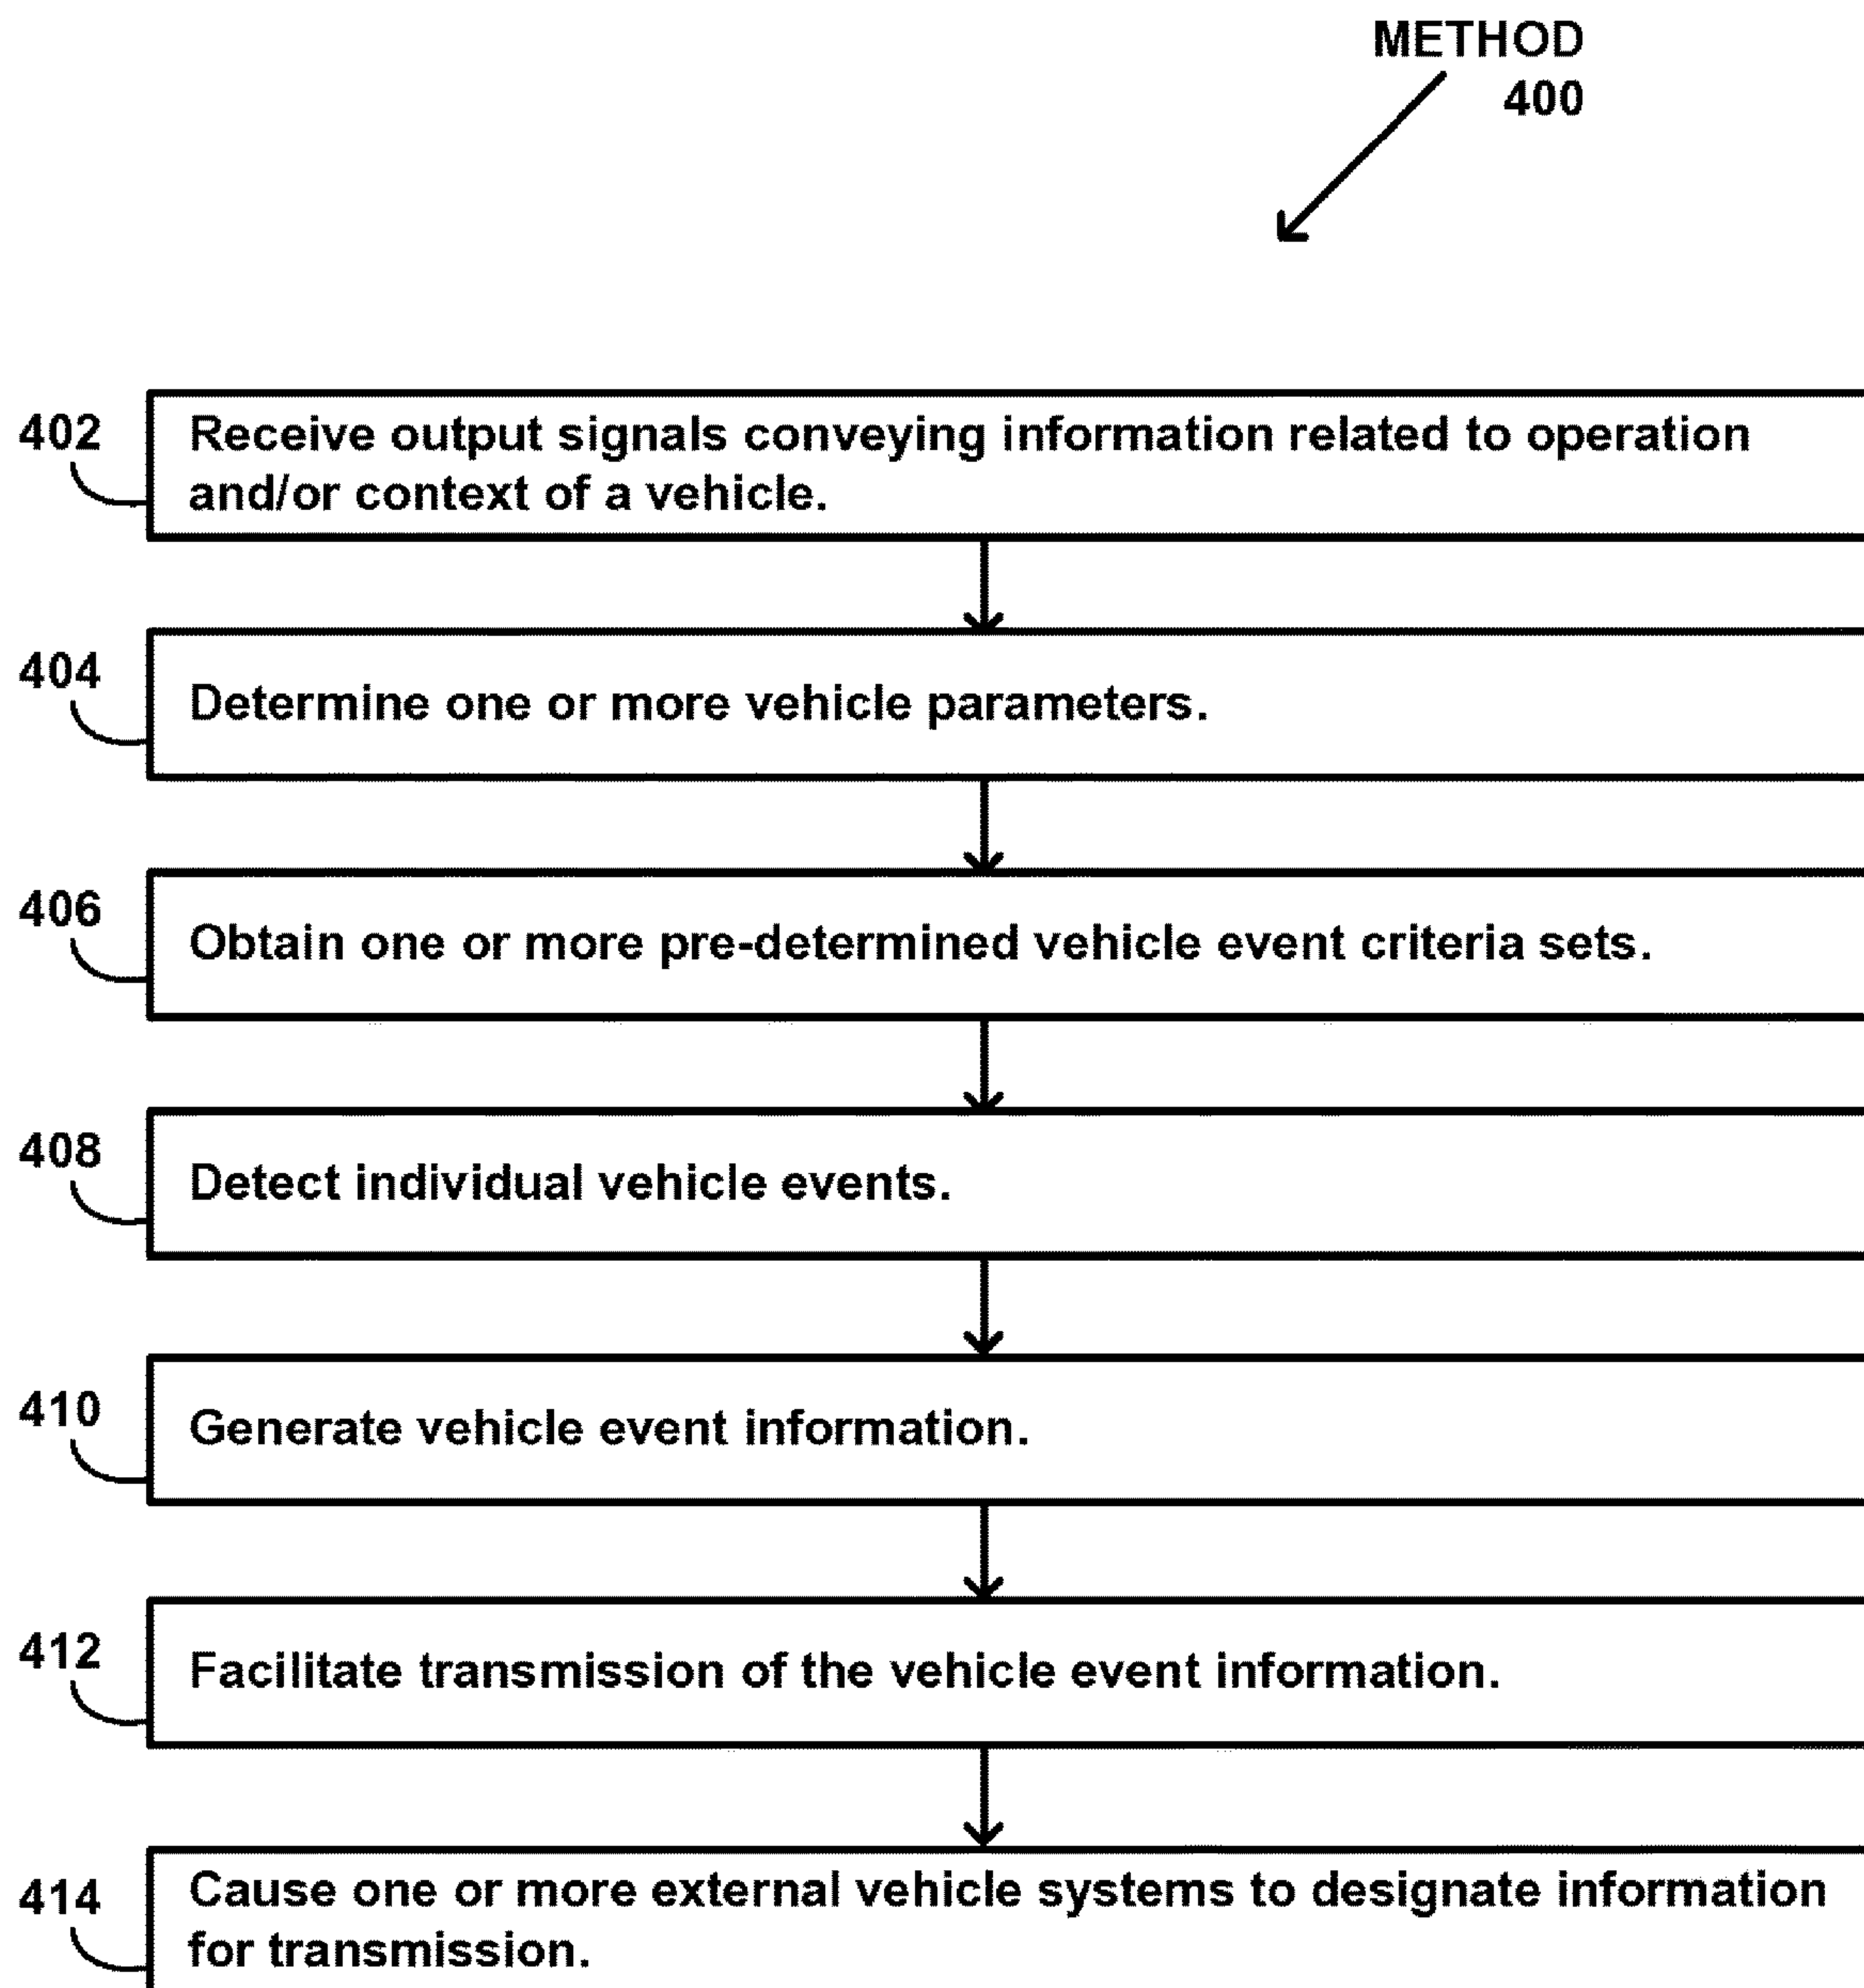 METHOD
400
402
Receive output signals conveying information related to operation
and/or context of a vehicle.
404
Determine one or more vehicle parameters.
406
Obtain one or more pre-determined vehicle event criteria sets.
408
Detect individual vehicle events.
410
Generate vehicle event information.
412
Facilitate transmission of the vehicle event information.
414
Cause one or more external vehicle systems to designate information
for transmission.